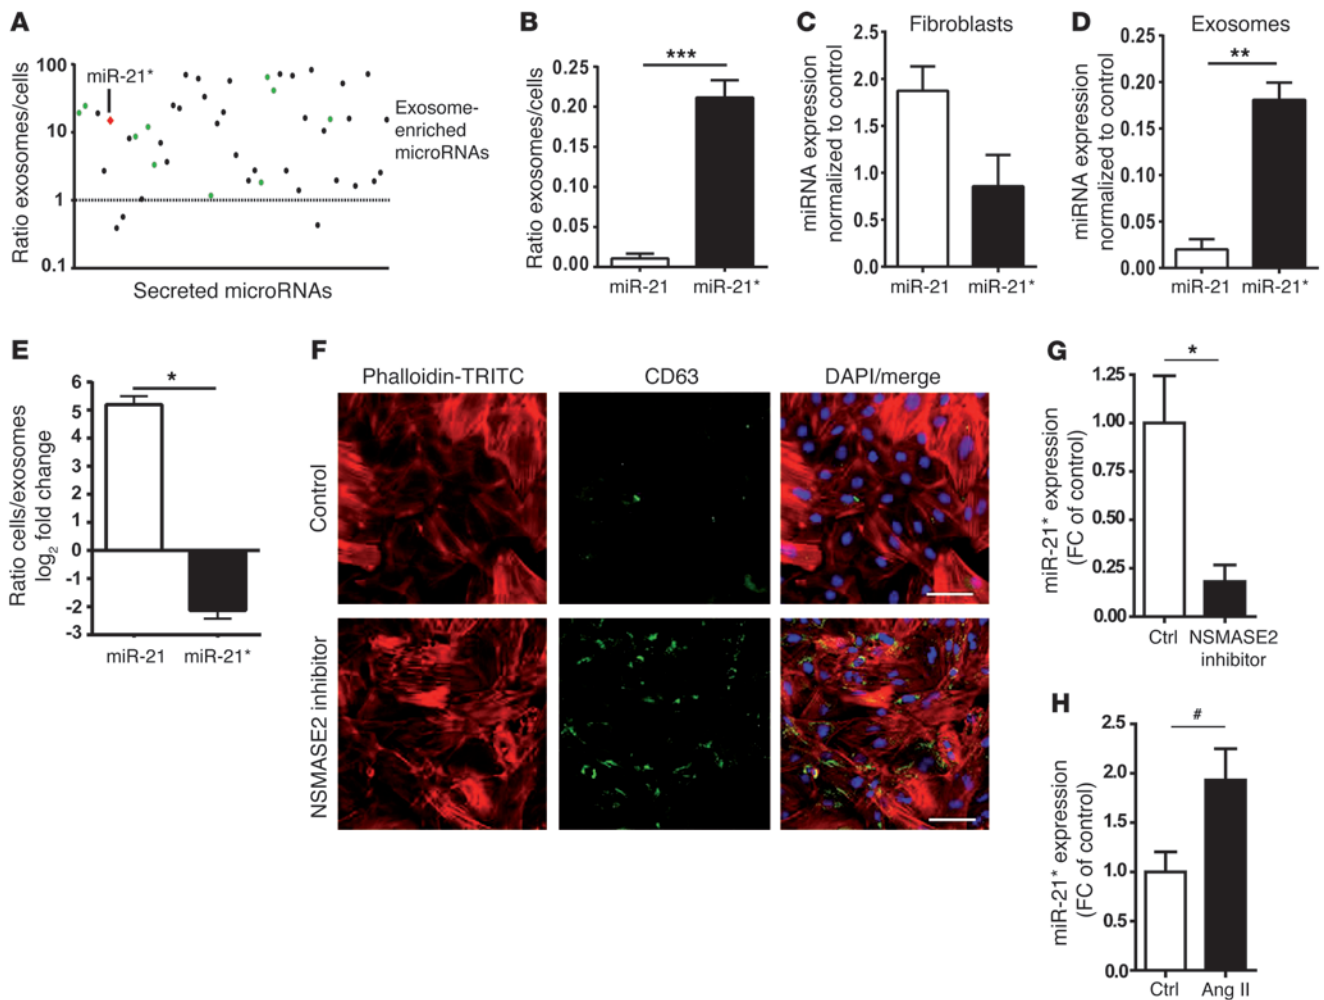 A
miR-21*
100
10
1
0.1
Ratio exosomes/cells
Exosome-
enriched
microRNAs
Secreted microRNAs
B
***
0.25
0.20
0.15
0.10
0.05
0.00
Ratio exosomes/cells
miR-21 miR-21*
C
Fibroblasts
2.5
2.0
1.5
1.0
0.5
0.0
miRNA expression
normalized to control
miR-21 miR-21*
D
Exosomes
**
0.25
0.20
0.15
0.10
0.05
0.00
miRNA expression
normalized to control
miR-21 miR-21*
E
*
6
5
4
3
2
1
0
-1
-2
-3
Ratio cells/exosomes
log2 fold change
miR-21 miR-21*
F
Phalloidin-TRITC CD63 DAPI/merge
Control
NSMASE2 inhibitor
G
*
1.25
1.00
0.75
0.50
0.25
0.00
miR-21* expression
(FC of control)
Ctrl NSMASE2
inhibitor
H
#
2.5
2.0
1.5
1.0
0.5
0.0
miR-21* expression
(FC of control)
Ctrl Ang II